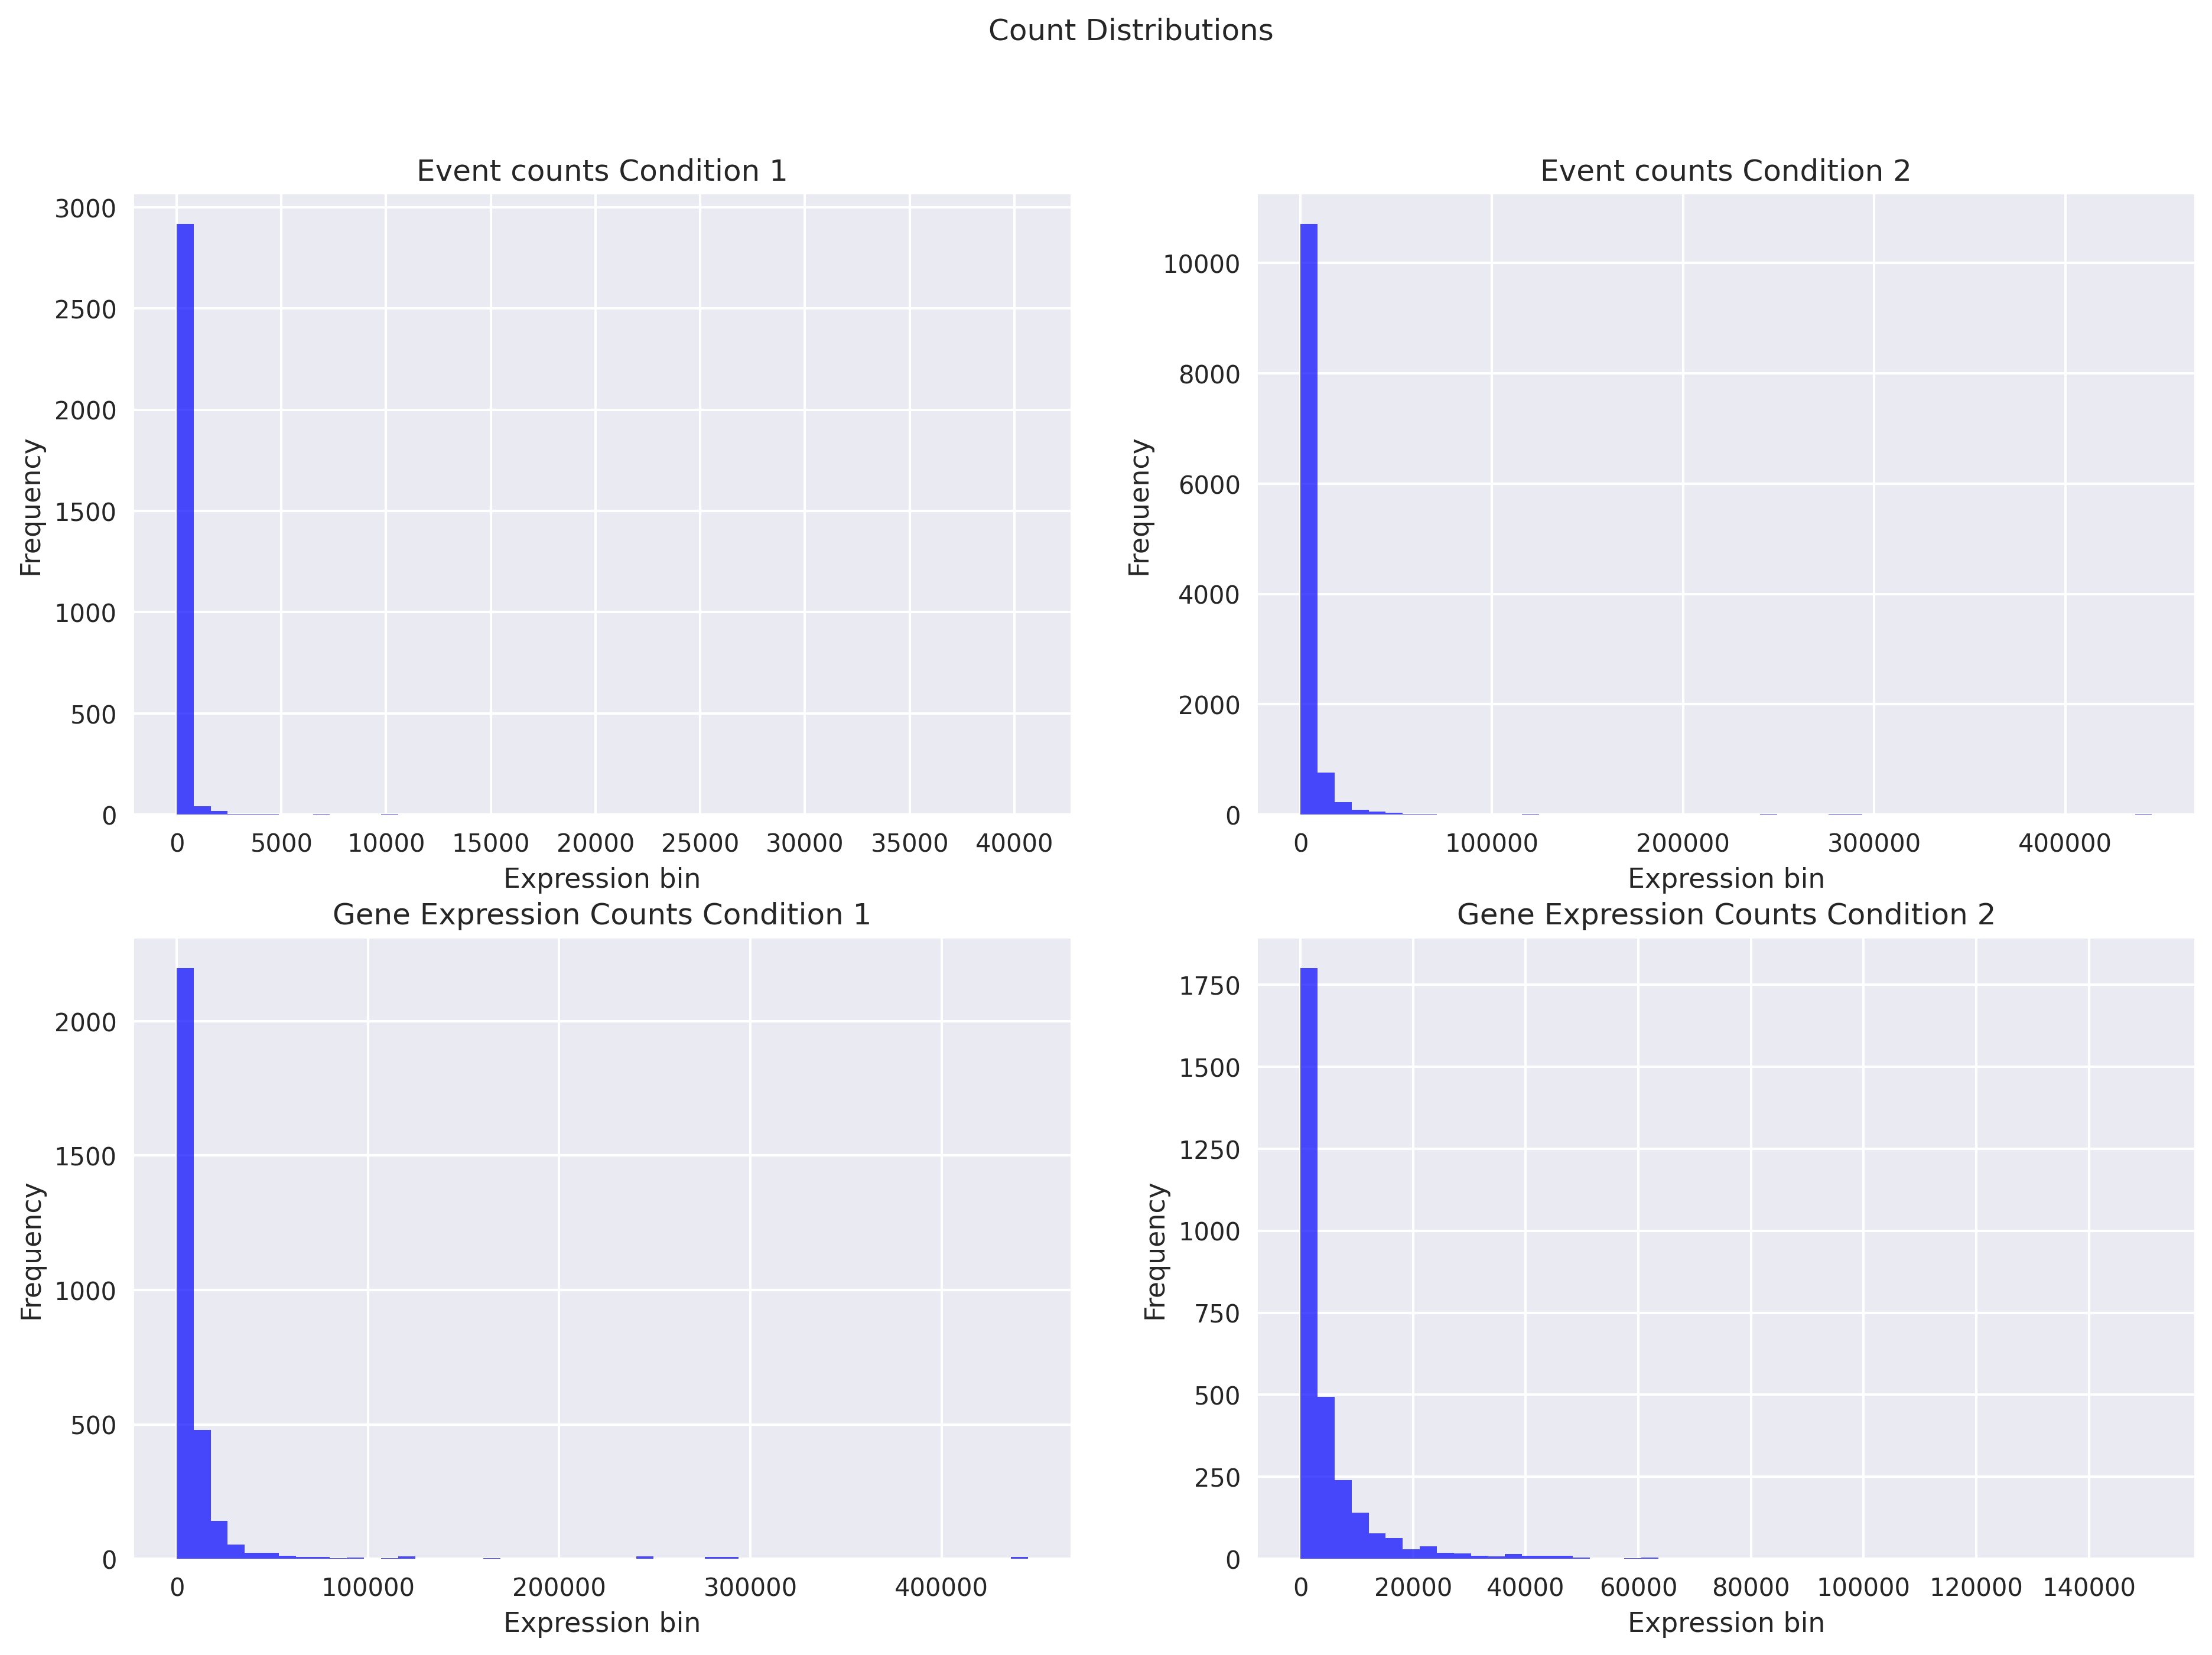 Count Distributions
Event counts Condition 1
3000
2500
2000
1500
1000
500
0
Frequency
0 5000 10000 15000 20000 25000 30000 35000 40000
Expression bin
Event counts Condition 2
10000
8000
6000
4000
2000
0
Frequency
0 100000 200000 300000 400000
Expression bin
Gene Expression Counts Condition 1
2000
1500
1000
500
0
Frequency
0 100000 200000 300000 400000
Expression bin
Gene Expression Counts Condition 2
1750
1500
1250
1000
750
500
250
0
Frequency
0 20000 40000 60000 80000 100000 120000 140000
Expression bin